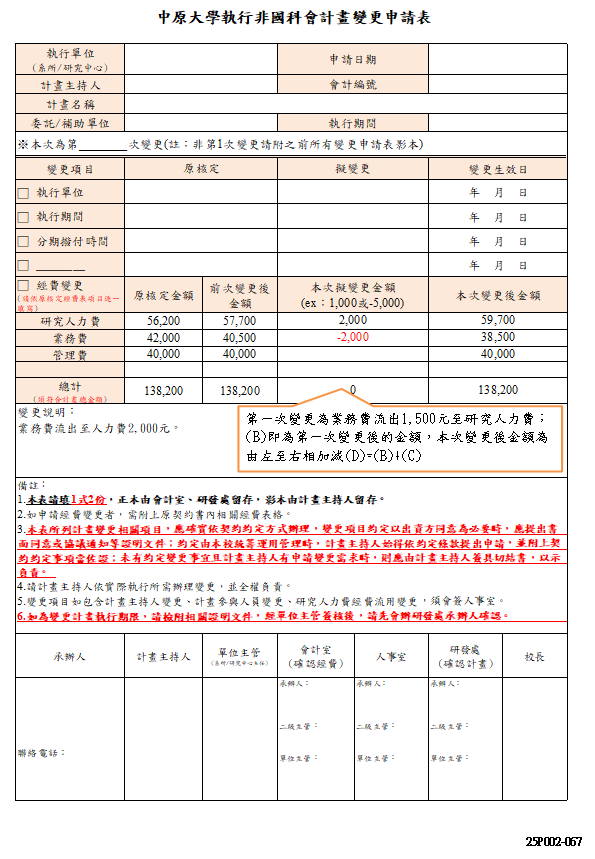 中原大學執行非國科會計畫變更申請表
執行單位
(系所/研究中心)
申請日期
計畫主持人
會計編號
計畫名稱
委託/補助單位
執行期間
※本次為第________次變更(註：非第1次變更請附之前所有變更申請表影本)
變更項目 原核定 擬變更 變更生效日
□ 執行單位 年 月 日
□ 執行期間 年 月 日
□ 分期撥付時間 年 月 日
□ ________ 年 月 日
□ 經費變更
(請依原核定經費表項目逐一填寫)
原核定金額
前次變更後金額
本次擬變更金額
(ex：1,000或-5,000)
本次變更後金額
研究人力費 56,200 57,700 2,000 59,700
業務費 42,000 40,500 -2,000 38,500
管理費 40,000 40,000 40,000
總計
(須符合計畫總金額)
138,200 138,200 0 138,200
變更說明：
業務費流出至人力費2,000元。
第一次變更為業務費流出1,500元至研究人力費；
(B)即為第一次變更後的金額，本次變更後金額為
由左至右相加減(D)=(B)+(C)
備註：
1.本表請填1式2份，正本由會計室、研發處留存，影本由計畫主持人留存。
2.如申請經費變更者，需附上原契約書內相關經費表格。
3.本表所列計畫變更相關項目，應確實依契約約定方式辦理，變更項目約定以出資方同意為必要時，應提出書
面同意或協議通知等證明文件；約定由本校統籌運用管理時，計畫主持人始得依約定條款提出申請，並附上契
約約定事項當佐證；未有約定變更事宜且計畫主持人有申請變更需求時，則應由計畫主持人簽具切結書，以示
負責。
4.請計畫主持人依實際執行所需辦理變更，並全權負責。
5.變更項目如包含計畫主持人變更、計畫參與人員變更、研究人力費經費流用變更，須會簽人事室。
6.如為變更計畫執行期限，請檢附相關證明文件，經單位主管簽核後，請先會辦研發處承辦人確認。
承辦人
計畫主持人
單位主管
(系所/研究中心主任)
會計室
(確認經費)
人事室
研發處
(確認計畫)
校長
聯絡電話：
承辦人： 承辦人： 承辦人：
二級主管： 二級主管： 二級主管：
單位主管： 單位主管： 單位主管：
25P002-067